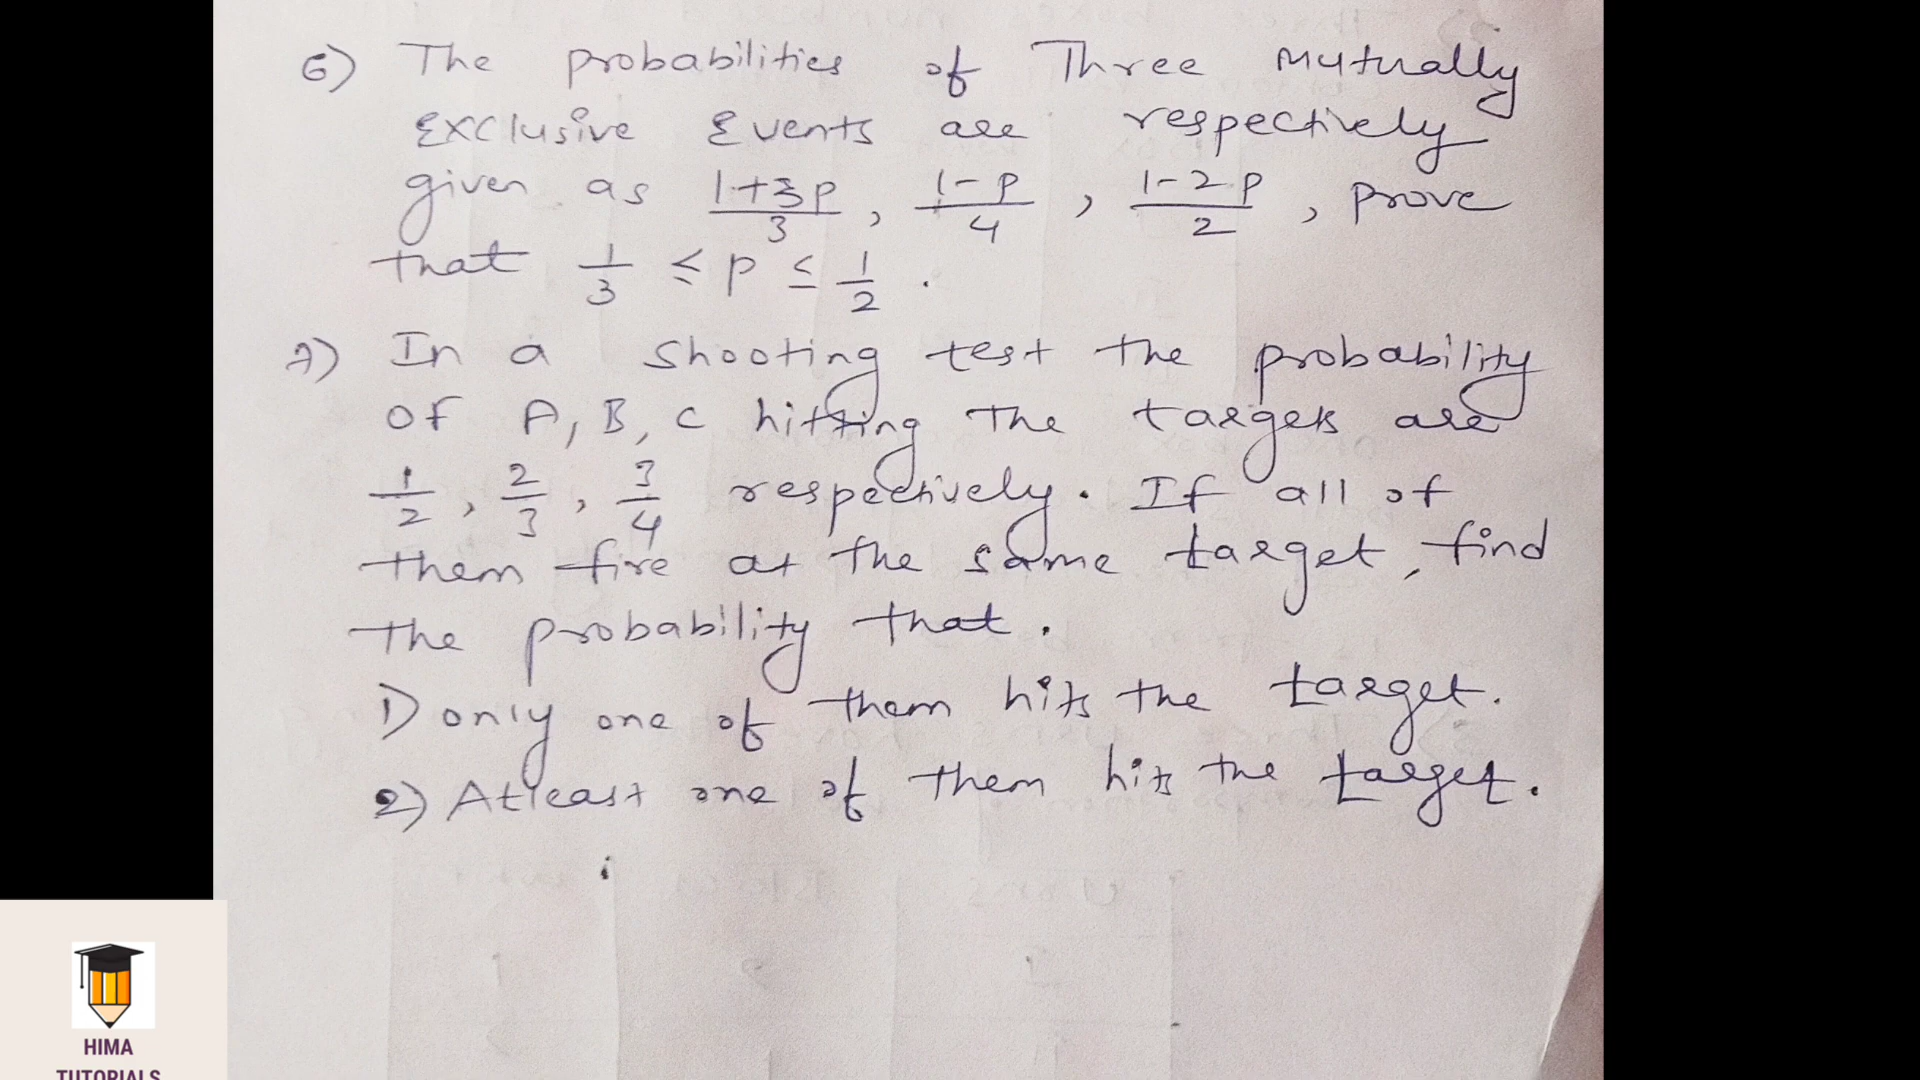 6) The probabilities of Three Mutually
Exclusive Events are respectively
given as 1+3p/3, 1-p/4, 1-2p/2, prove
that 1/3 ≤ p ≤ 1/2.
7) In a shooting test the probability
of A, B, C hitting the targets are
1/2, 2/3, 3/4 respectively. If all of
them fire at the same target, find
the probability that.
1) only one of them hits the target.
2) Atleast one of them hits the target.
HIMA
TUTORIALS